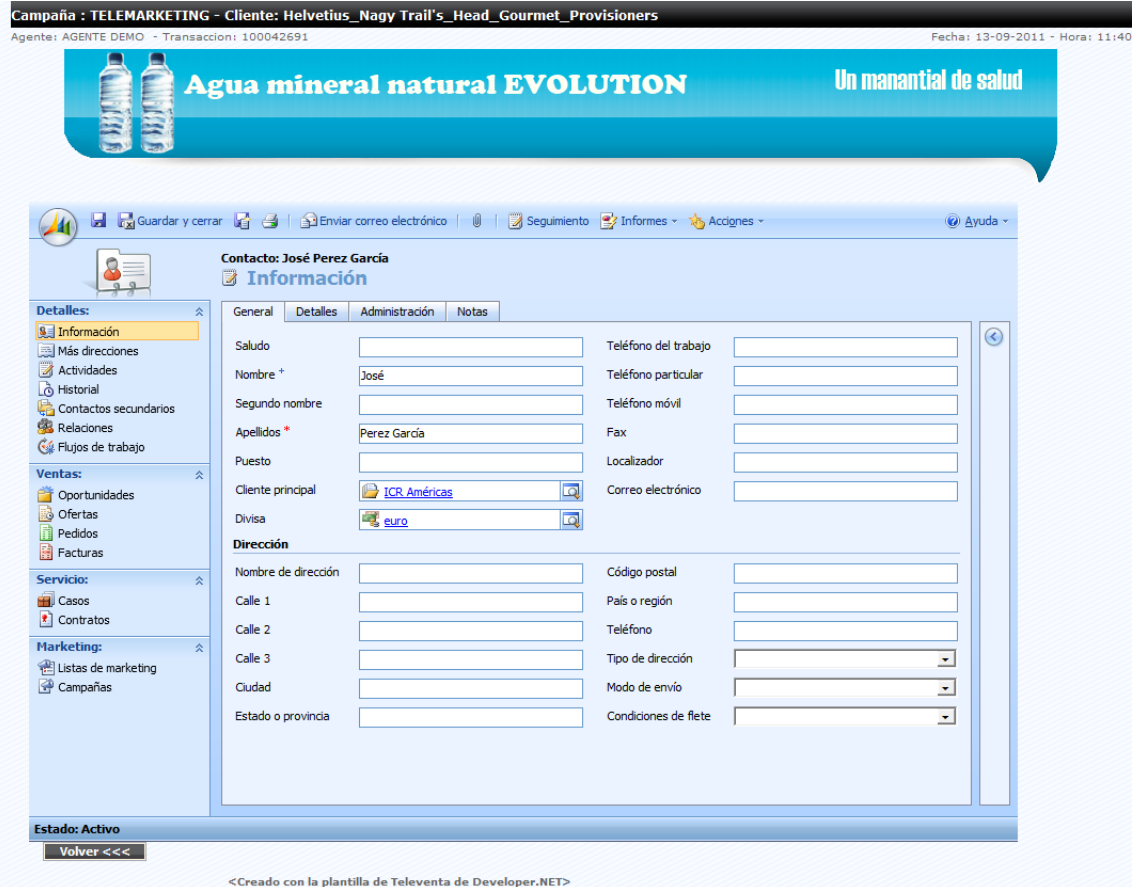 Campaña : TELEMARKETING - Cliente: Helvetius_Nagy Trail's_Head_Gourmet_Provisioners
Agente: AGENTE DEMO - Transaccion: 100042691
Fecha: 13-09-2011 - Hora: 11:40
Agua mineral natural EVOLUTION
Un manantial de salud
Guardar y cerrar
Enviar correo electrónico
Seguimiento
Informes
Acciones
Ayuda
Contacto: José Perez García
Información
Detalles:
Información
Más direcciones
Actividades
Historial
Contactos secundarios
Relaciones
Flujos de trabajo
Ventas:
Oportunidades
Ofertas
Pedidos
Facturas
Servicio:
Casos
Contratos
Marketing:
Listas de marketing
Campañas
General Detalles Administración Notas
Saludo
Teléfono del trabajo
Nombre + José
Teléfono particular
Segundo nombre
Teléfono móvil
Apellidos * Perez García
Fax
Puesto
Localizador
Cliente principal ICR Américas
Correo electrónico
Divisa euro
Dirección
Nombre de dirección
Código postal
Calle 1
País o región
Calle 2
Teléfono
Calle 3
Tipo de dirección
Ciudad
Modo de envío
Estado o provincia
Condiciones de flete
Estado: Activo
Volver <<<
<Creado con la plantilla de Televenta de Developer.NET>